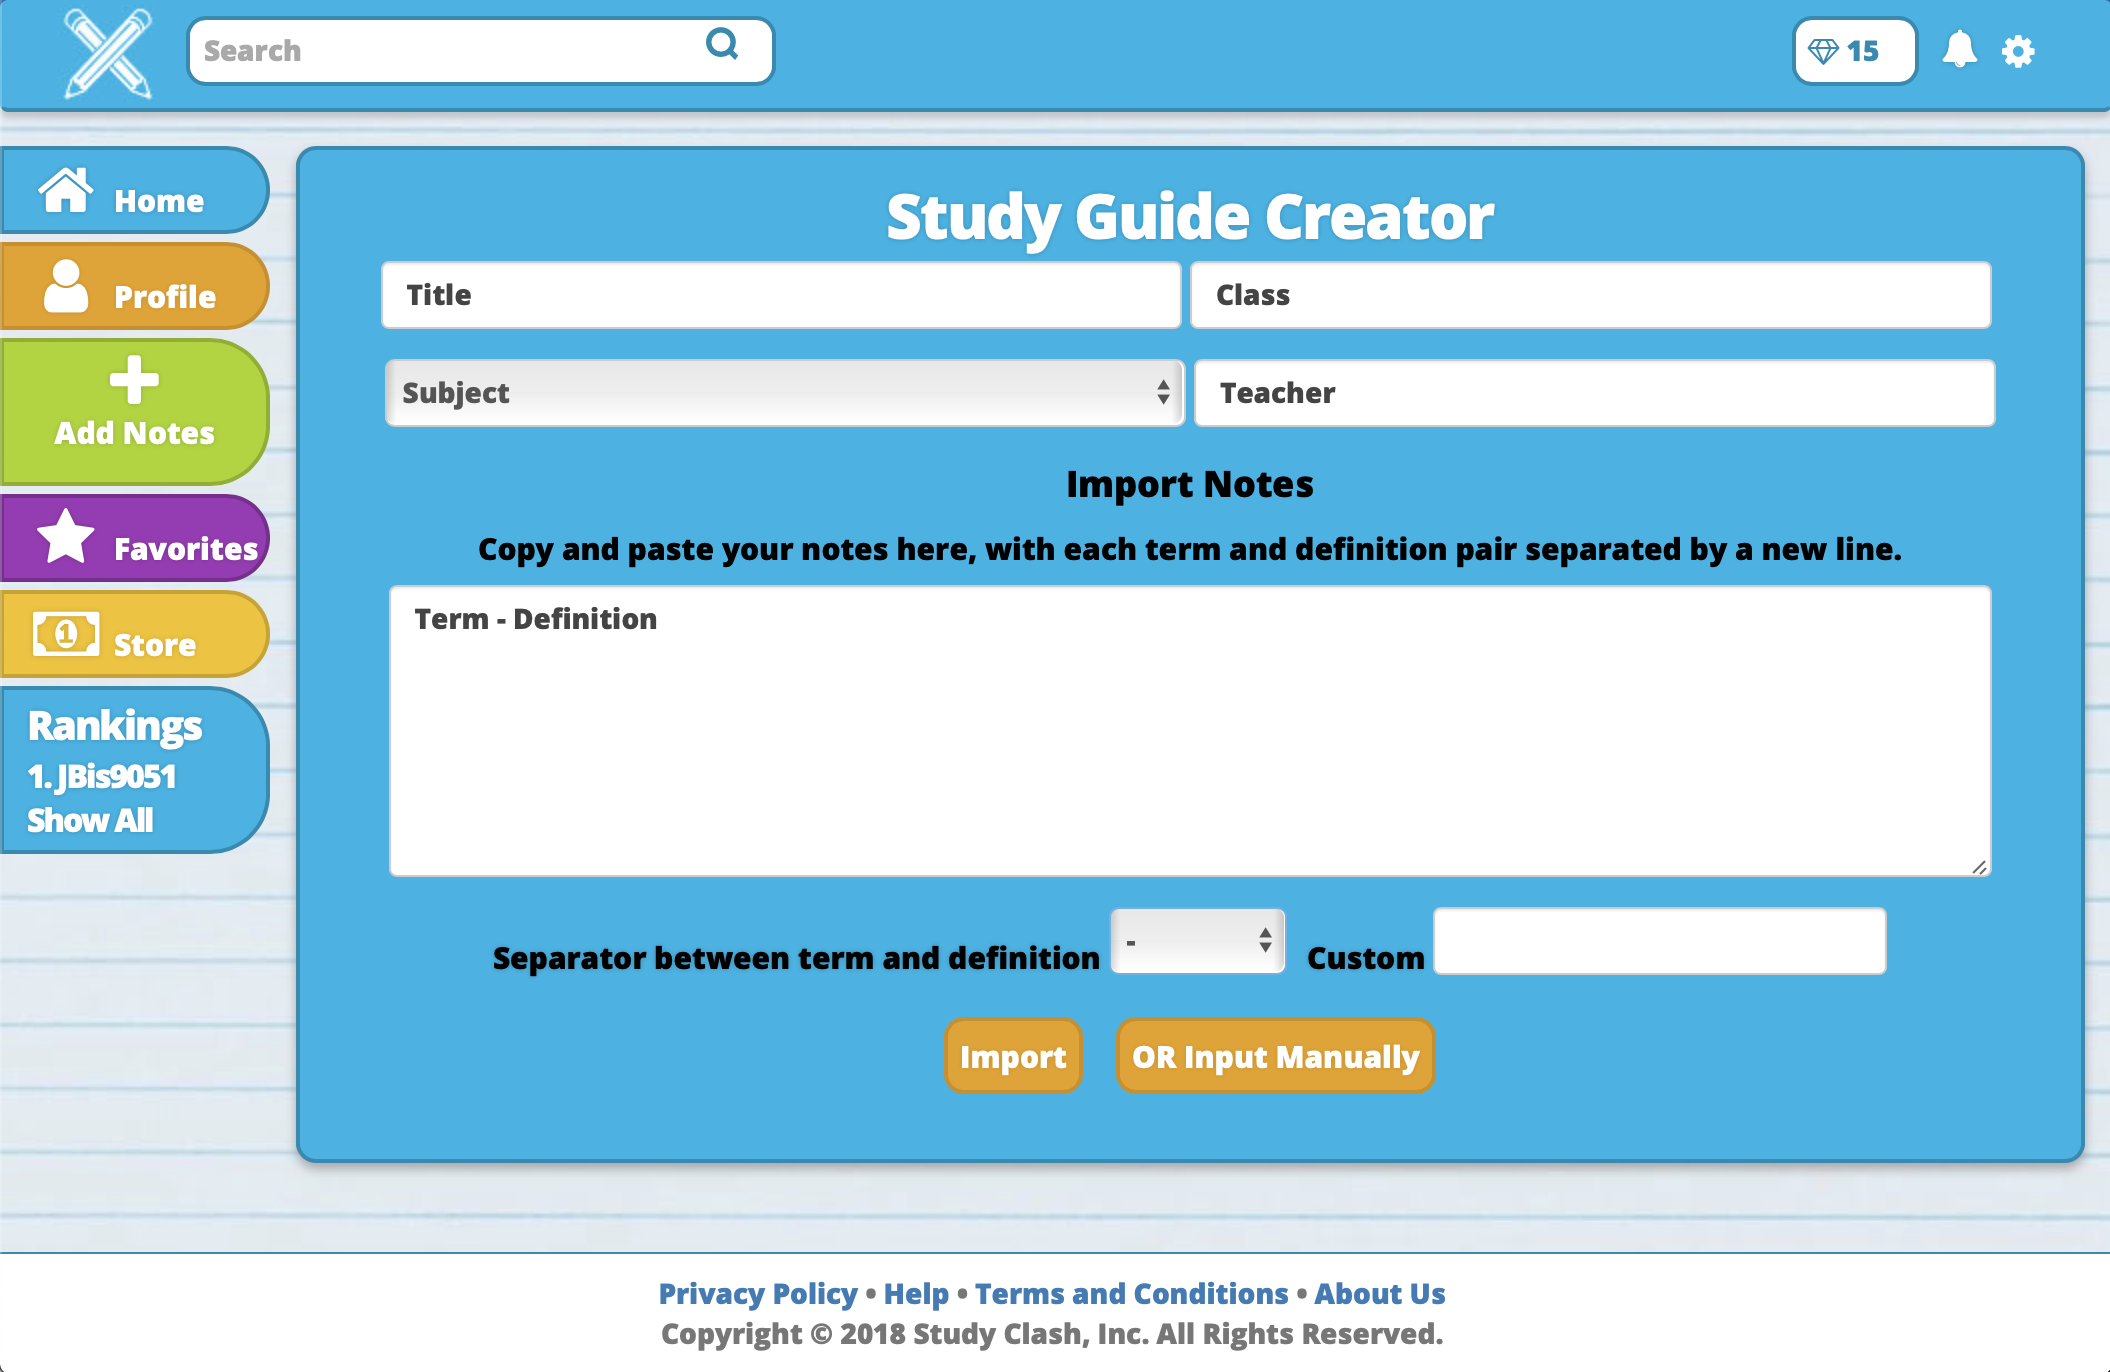 Search
15
Home
Profile
Add Notes
Favorites
1
Store
Rankings
1. JBis9051
Show All
Study Guide Creator
Title
Class
Subject
Teacher
Import Notes
Copy and paste your notes here, with each term and definition pair separated by a new line.
Term - Definition
Separator between term and definition - Custom
Import
OR Input Manually
Privacy Policy • Help • Terms and Conditions • About Us
Copyright © 2018 Study Clash, Inc. All Rights Reserved.